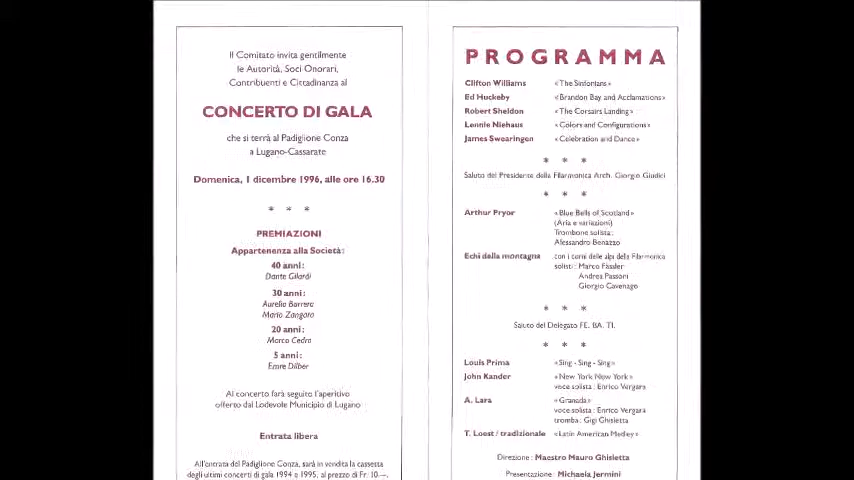 Il Comitato invita gentilmente
le Autorità, Soci Onorari,
Contribuenti e Cittadinanza al
CONCERTO DI GALA
che si terrà al Padiglione Conza
a Lugano-Cassarate
Domenica, 1 dicembre 1996, alle ore 16.30
* * *
PREMIAZIONI
Appartenenza alla Società:
40 anni:
Dante Gilardi
30 anni:
Aurelio Barrera
Mario Zangara
20 anni:
Marco Cedra
5 anni:
Emre Dilber
Al concerto farà seguito l'aperitivo
offerto dal Lodevole Municipio di Lugano
Entrata libera
All'entrata del Padiglione Conza, sarà in vendita la cassetta
degli ultimi concerti di gala 1994 e 1995, al prezzo di Fr. 10.—.
PROGRAMMA
Clifton Williams «The Sinfonians»
Ed Huckeby «Brandon Bay and Acclamations»
Robert Sheldon «The Corsairs Landing»
Lennie Niehaus «Colors and Configurations»
James Swearingen «Celebration and Dance»
* * *
Saluto del Presidente della Filarmonica Arch. Giorgio Giudici
* * *
Arthur Pryor «Blue Bells of Scotland»
(Aria e variazioni)
Trombone solista:
Alessandro Benazzo
Echi della montagna con i corni delle alpi della Filarmonica
solisti: Marco Fässler
Andrea Passoni
Giorgio Cavenago
* * *
Saluto del Delegato FE. BA. TI.
* * *
Louis Prima «Sing - Sing - Sing»
John Kander «New York New York»
voce solista: Enrico Vergara
A. Lara «Granada»
voce solista: Enrico Vergara
tromba: Gigi Ghisletta
T. Loest / tradizionale «Latin American Medley»
Direzione: Maestro Mauro Ghisletta
Presentazione: Michaela Jermini